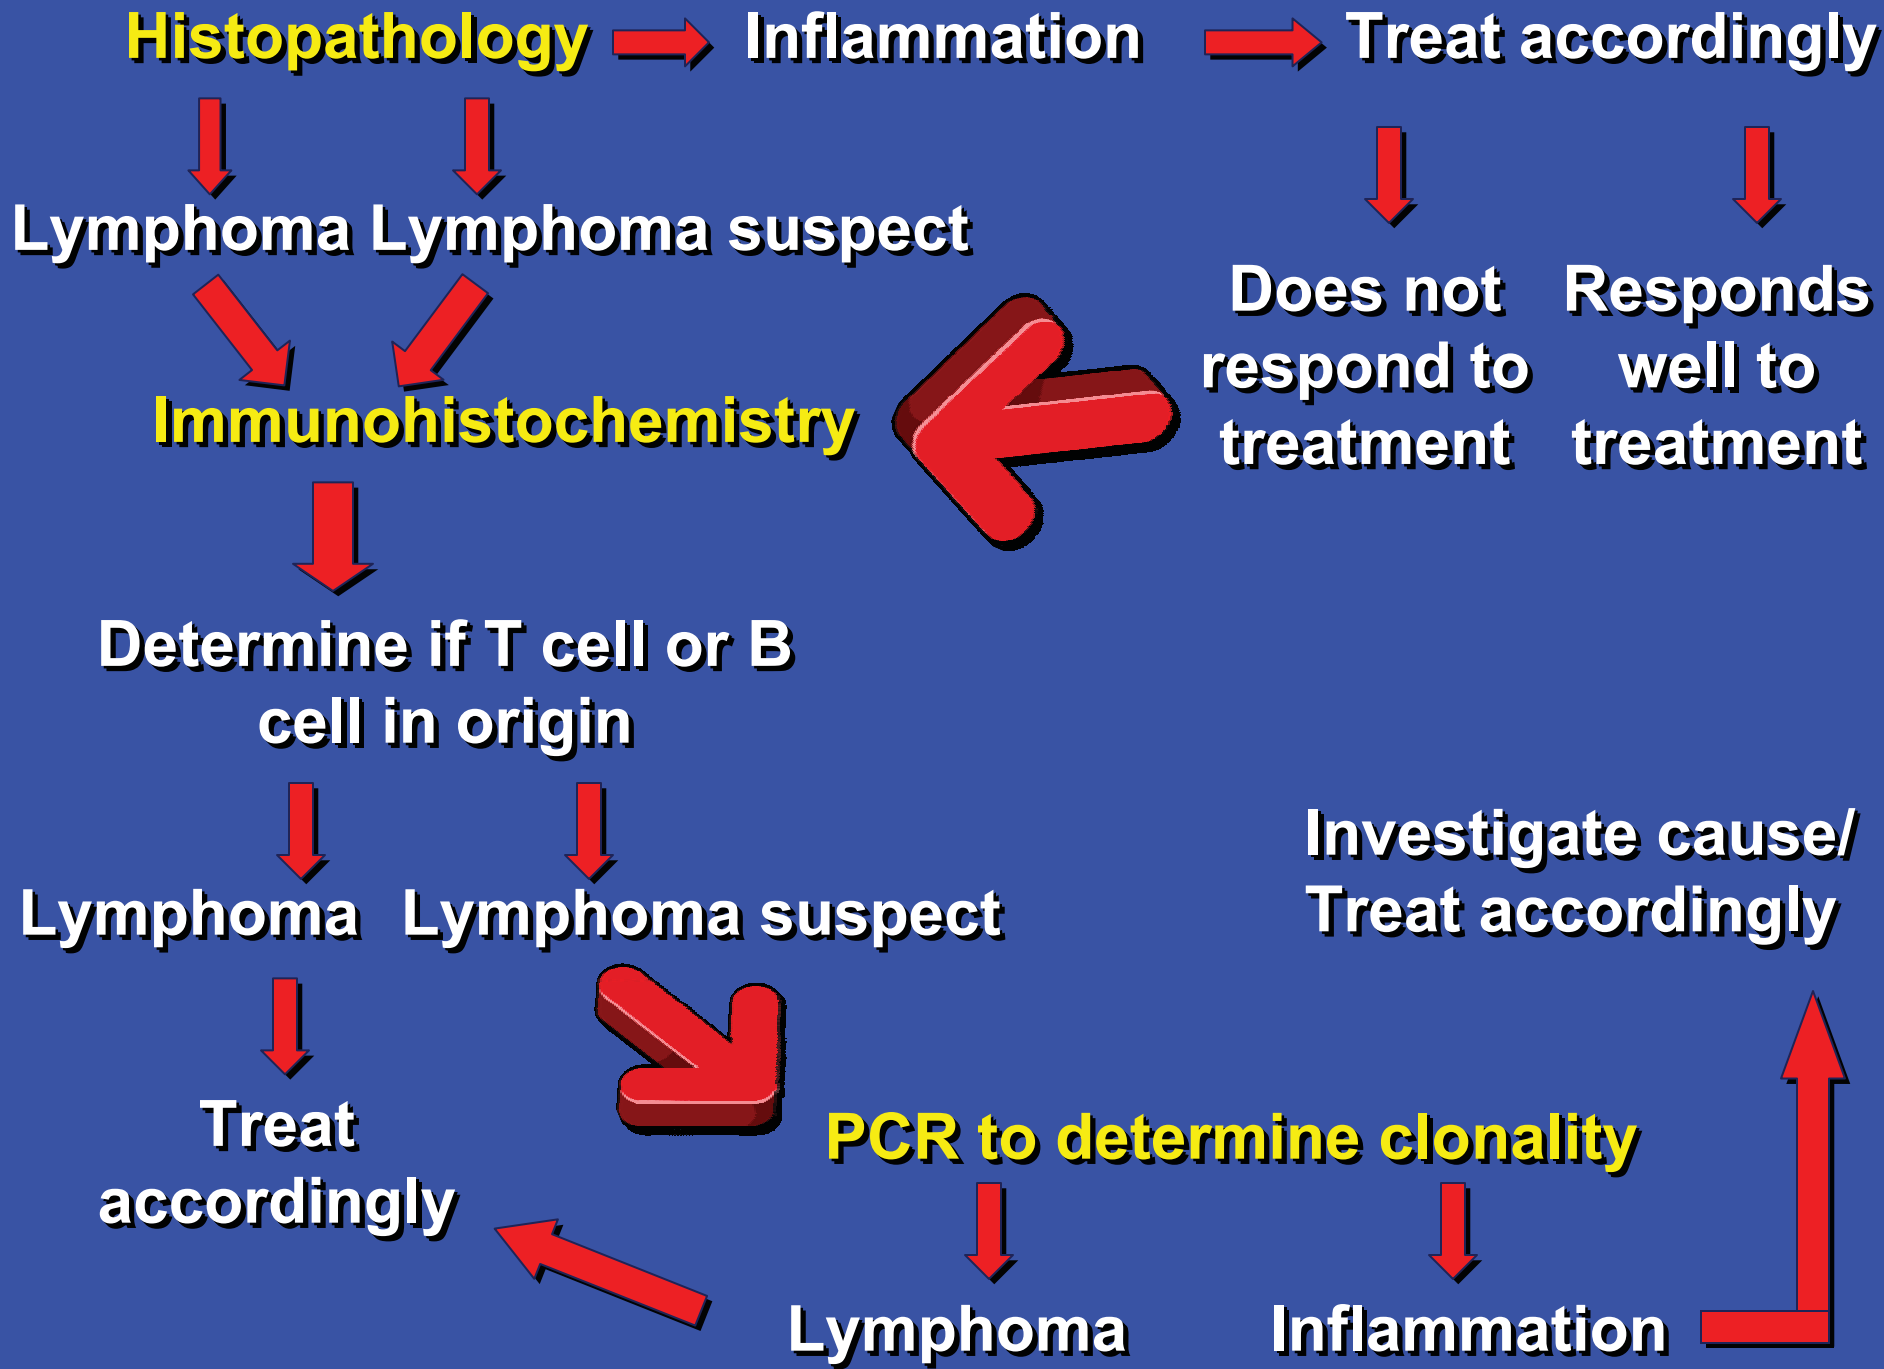 Histopathology
Inflammation
Treat accordingly
Lymphoma
Lymphoma suspect
Does not
respond to
treatment
Responds
well to
treatment
Immunohistochemistry
Determine if T cell or B
cell in origin
Lymphoma
Lymphoma suspect
Investigate cause/
Treat accordingly
Treat
accordingly
PCR to determine clonality
Lymphoma
Inflammation